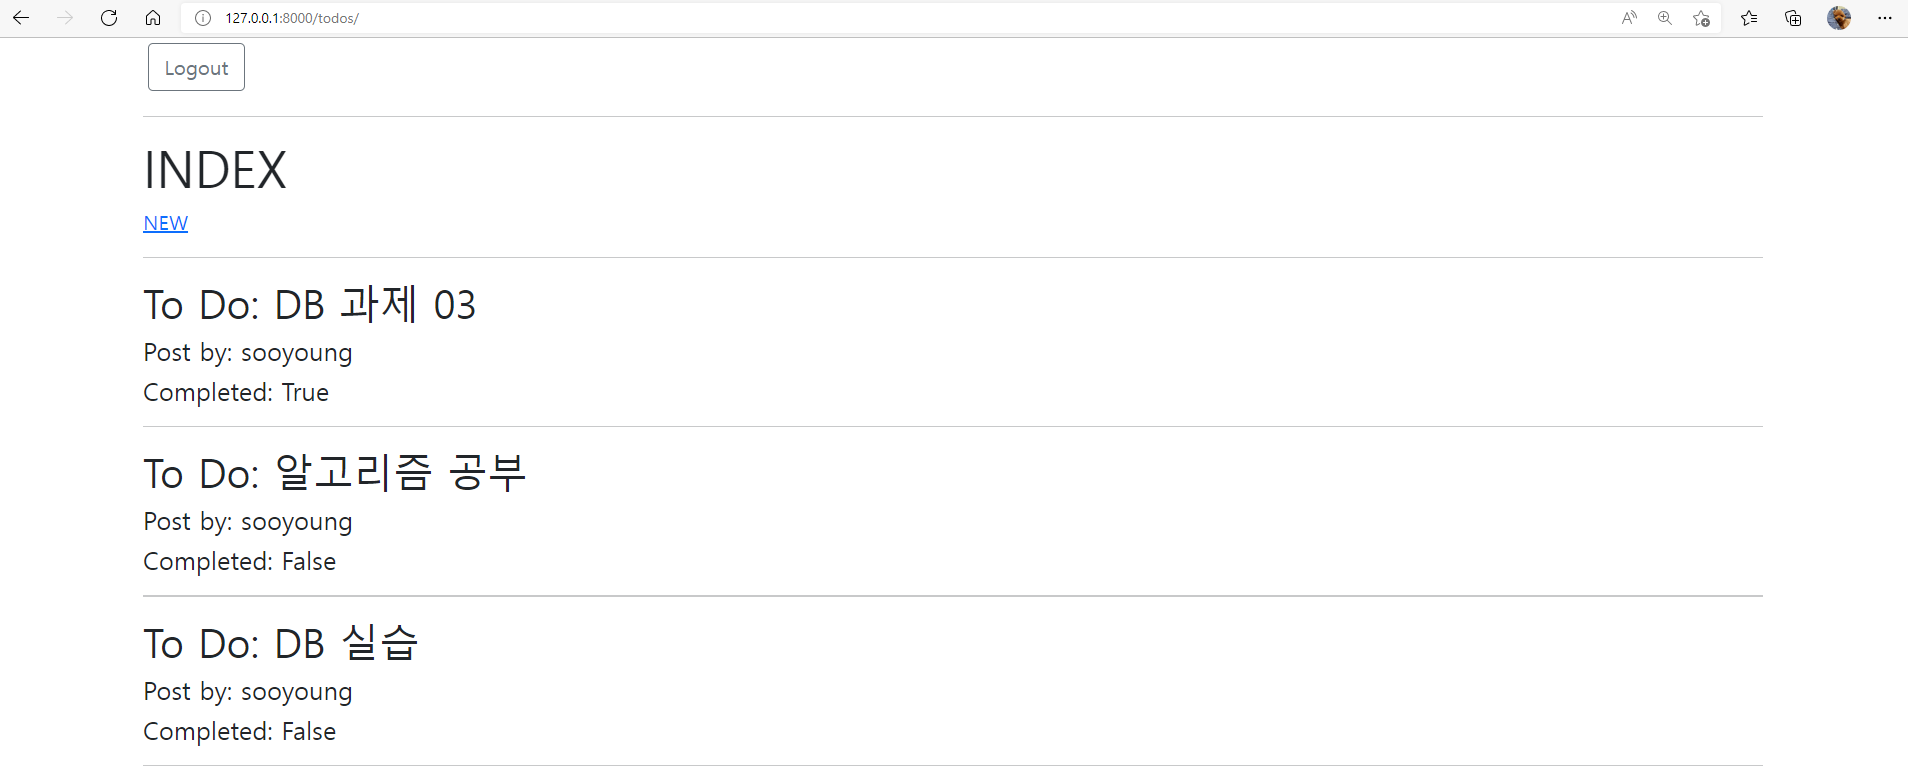 127.0.0.1:8000/todos/
Logout
INDEX
NEW
To Do: DB 과제 03
Post by: sooyoung
Completed: True
To Do: 알고리즘 공부
Post by: sooyoung
Completed: False
To Do: DB 실습
Post by: sooyoung
Completed: False